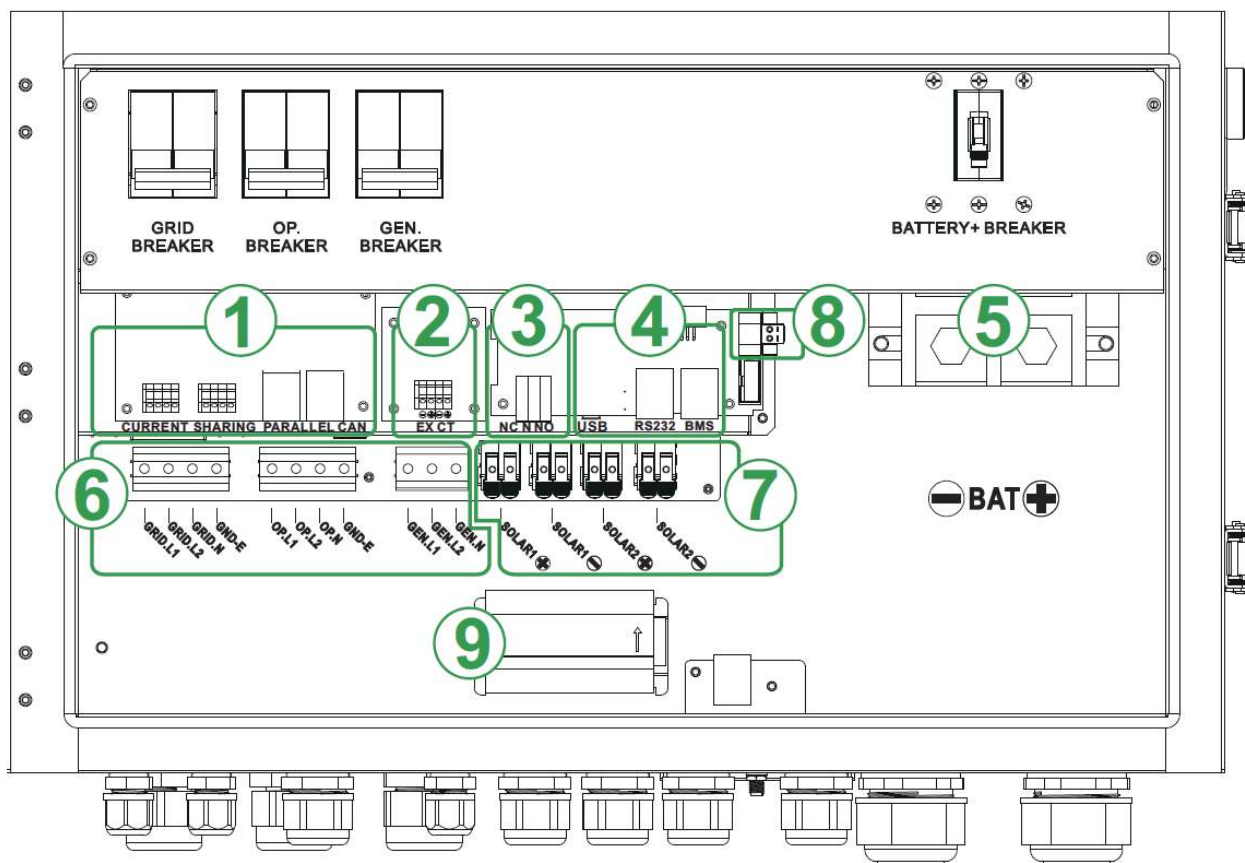 GRID
BREAKER
OP.
BREAKER
GEN.
BREAKER
BATTERY+ BREAKER
1
2
3
4
8
5
CURRENT SHARING PARALLEL CAN
EX CT
NC N NO
USB
RS232
BMS
6
GRID.L1
GRID.L2
GRID.N
GND-E
OP.L1
OP.L2
OP.N
GND-E
GEN.L1
GEN.L2
GEN.N
SOLAR1 +
SOLAR1 −
SOLAR2 +
SOLAR2 −
7
− BAT +
9